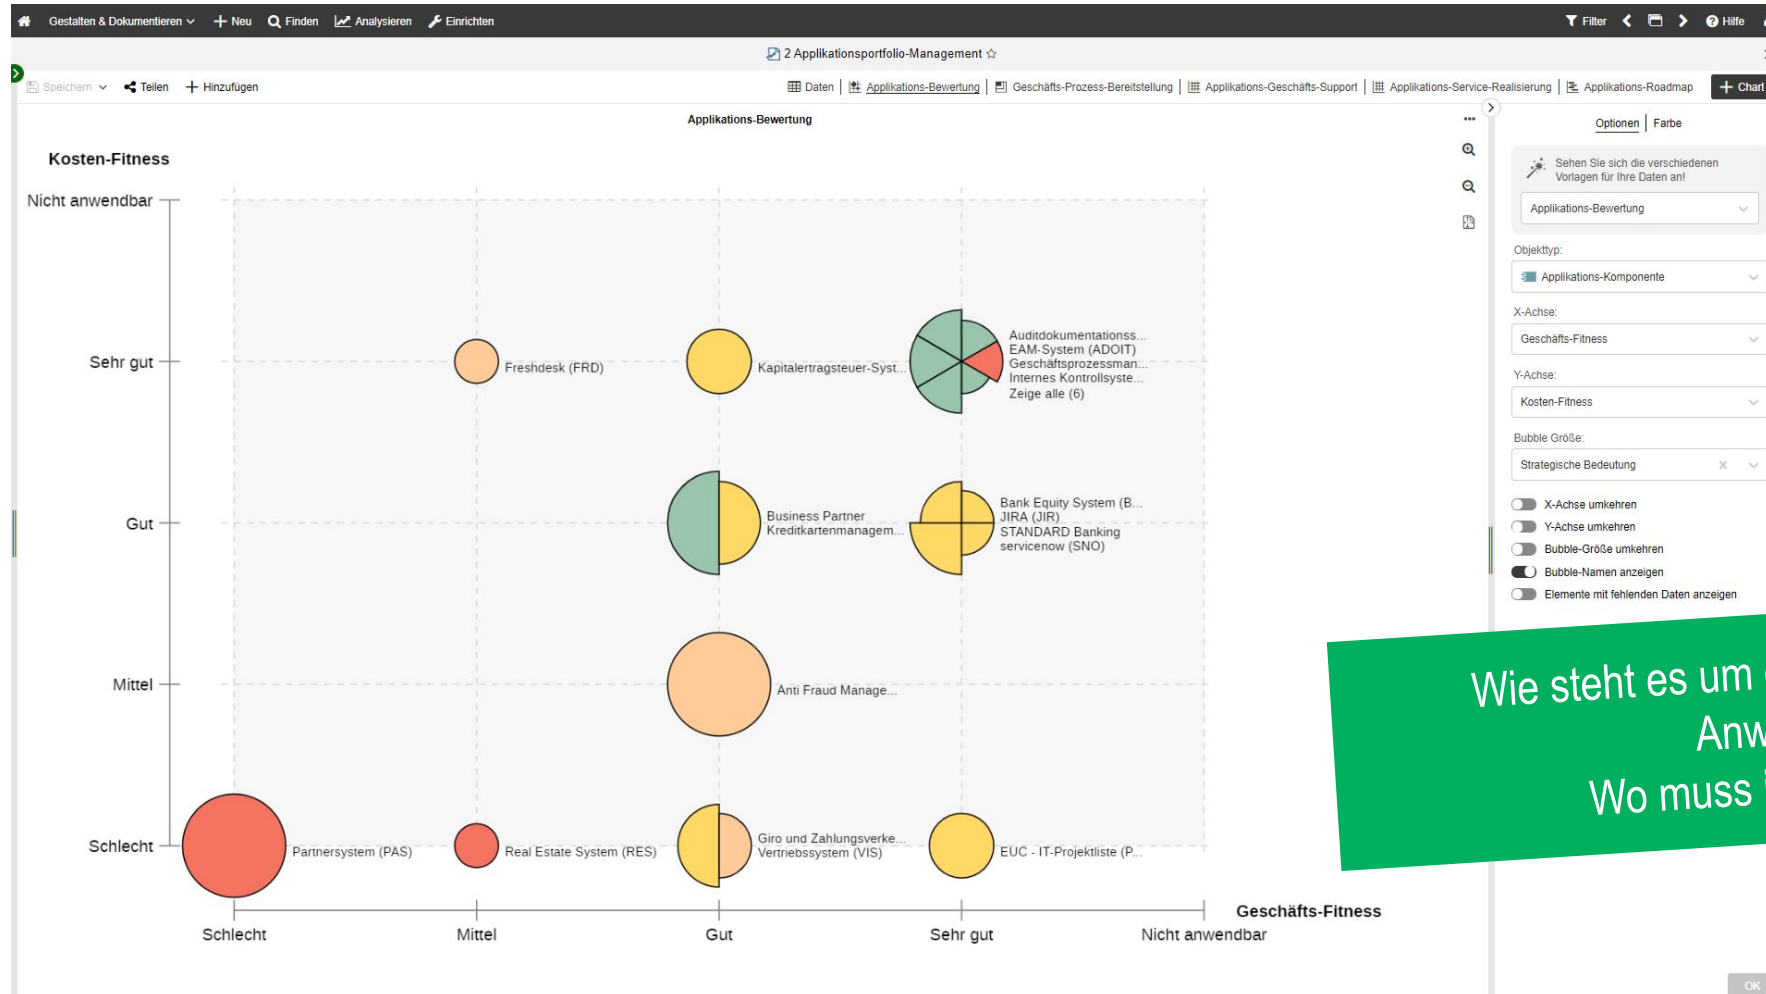 Gestalten & Dokumentieren Neu Finden Analysieren Einrichten Filter Hilfe
2 Applikationsportfolio-Management
Speichern Teilen Hinzufügen Daten Applikations-Bewertung Geschäfts-Prozess-Bereitstellung Applikations-Geschäfts-Support Applikations-Service-Realisierung Applikations-Roadmap + Chart
Applikations-Bewertung
Optionen Farbe
Sehen Sie sich die verschiedenen
Vorlagen für Ihre Daten an!
Applikations-Bewertung
Objekttyp:
Applikations-Komponente
X-Achse:
Geschäfts-Fitness
Y-Achse:
Kosten-Fitness
Bubble Größe:
Strategische Bedeutung
X-Achse umkehren
Y-Achse umkehren
Bubble-Größe umkehren
Bubble-Namen anzeigen
Elemente mit fehlenden Daten anzeigen
Kosten-Fitness
Nicht anwendbar
Sehr gut
Freshdesk (FRD)
Kapitalertragsteuer-Syst...
Auditdokumentationss...
EAM-System (ADOIT)
Geschäftsprozessman...
Internes Kontrollsyste...
Zeige alle (6)
Gut
Business Partner
Kreditkartenmanagem...
Bank Equity System (B...
JIRA (JIR)
STANDARD Banking
servicenow (SNO)
Mittel
Anti Fraud Manage...
Schlecht
Partnersystem (PAS)
Real Estate System (RES)
Giro und Zahlungsverke...
Vertriebssystem (VIS)
EUC - IT-Projektliste (P...
Geschäfts-Fitness
Schlecht Mittel Gut Sehr gut Nicht anwendbar
Wie steht es um
Anw
Wo muss i
OK